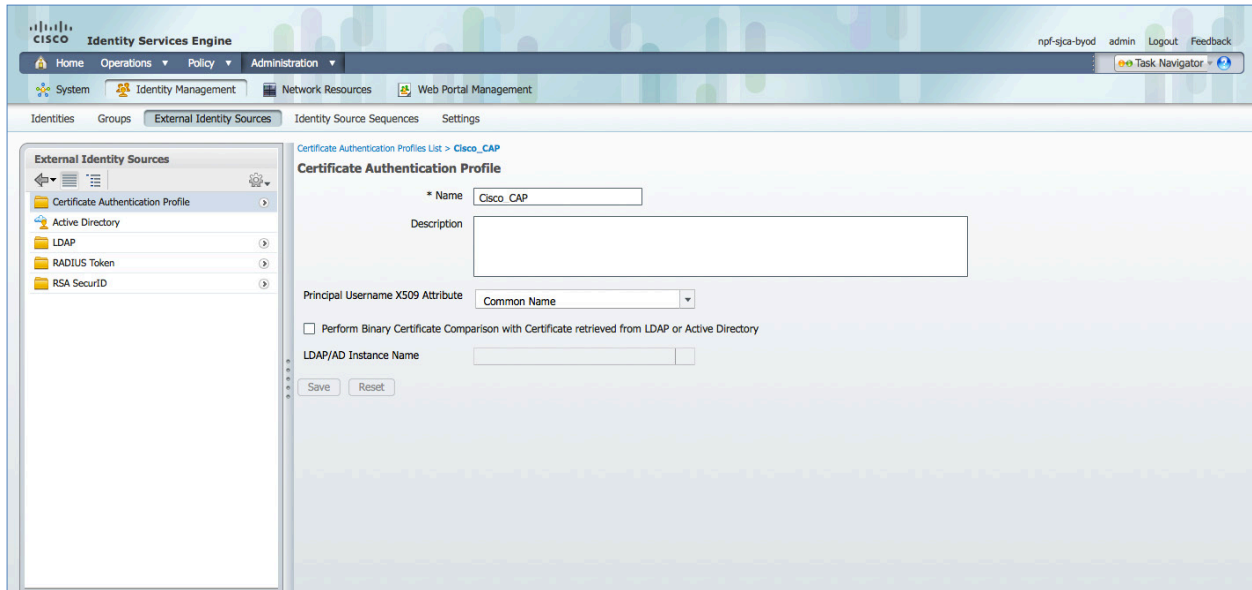 CISCO Identity Services Engine
npf-sjca-byod admin Logout Feedback
Home Operations ▼ Policy ▼ Administration ▼ Task Navigator
System Identity Management Network Resources Web Portal Management
Identities Groups External Identity Sources Identity Source Sequences Settings
External Identity Sources
Certificate Authentication Profile
Active Directory
LDAP
RADIUS Token
RSA SecurID
Certificate Authentication Profiles List > Cisco_CAP
Certificate Authentication Profile
* Name Cisco_CAP
Description
Principal Username X509 Attribute Common Name
Perform Binary Certificate Comparison with Certificate retrieved from LDAP or Active Directory
LDAP/AD Instance Name
Save Reset